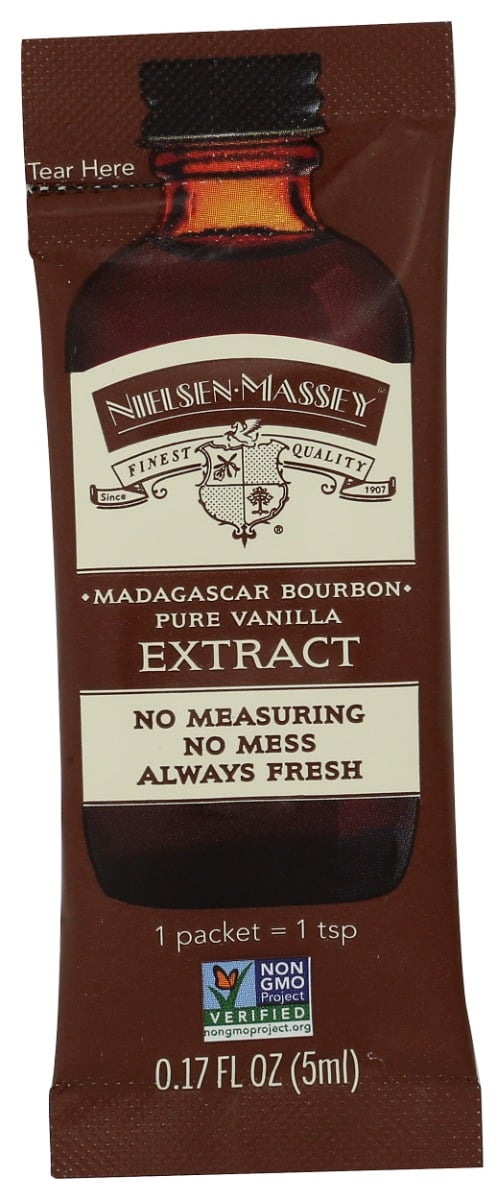 Tear Here
NIELSEN·MASSEY
FINEST QUALITY
Since 1907
®
•MADAGASCAR BOURBON•
PURE VANILLA
EXTRACT
NO MEASURING
NO MESS
ALWAYS FRESH
1 packet = 1 tsp
NON
GMO
Project
VERIFIED
nongmoproject.org
0.17 FL OZ (5ml)